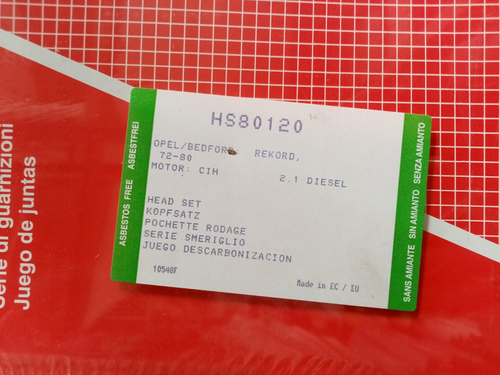 HS80120
OPEL/BEDFORD REKORD,
72-80
MOTOR: CIH 2.1 DIESEL
HEAD SET
KOPFSATZ
POCHETTE RODAGE
SERIE SMERIGLIO
JUEGO DESCARBONIZACION
10548F
Made in EC / EU
ASBESTOS FREE ASBESTFREI
SANS AMIANTE SIN AMIANTO SENZA AMIANTO
Serie di guarnizioni
Juego de juntas